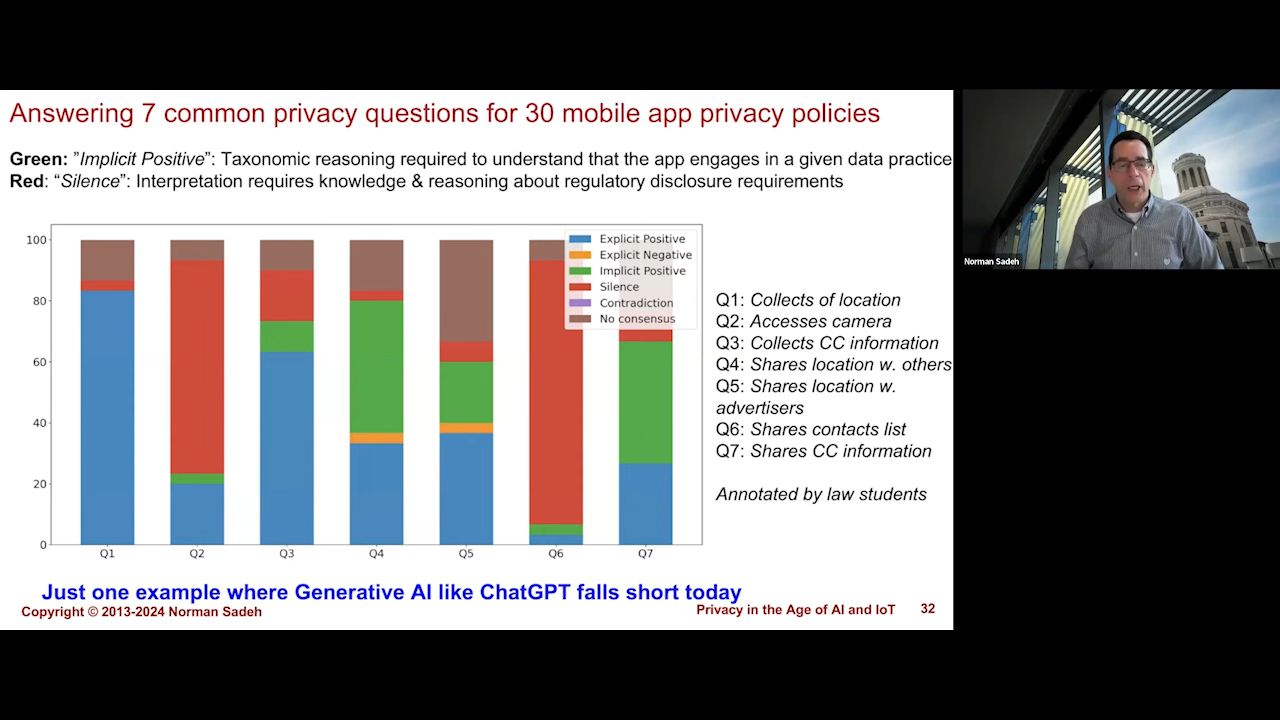 Answering 7 common privacy questions for 30 mobile app privacy policies
Green: ”Implicit Positive”: Taxonomic reasoning required to understand that the app engages in a given data practice
Red: “Silence”: Interpretation requires knowledge & reasoning about regulatory disclosure requirements
100
80
60
40
20
0
Q1
Q2
Q3
Q4
Q5
Q6
Q7
Explicit Positive
Explicit Negative
Implicit Positive
Silence
Contradiction
No consensus
Q1: Collects of location
Q2: Accesses camera
Q3: Collects CC information
Q4: Shares location w. others
Q5: Shares location w.
advertisers
Q6: Shares contacts list
Q7: Shares CC information
Annotated by law students
Just one example where Generative AI like ChatGPT falls short today
Copyright © 2013-2024 Norman Sadeh
Privacy in the Age of AI and IoT
32
Norman Sadeh